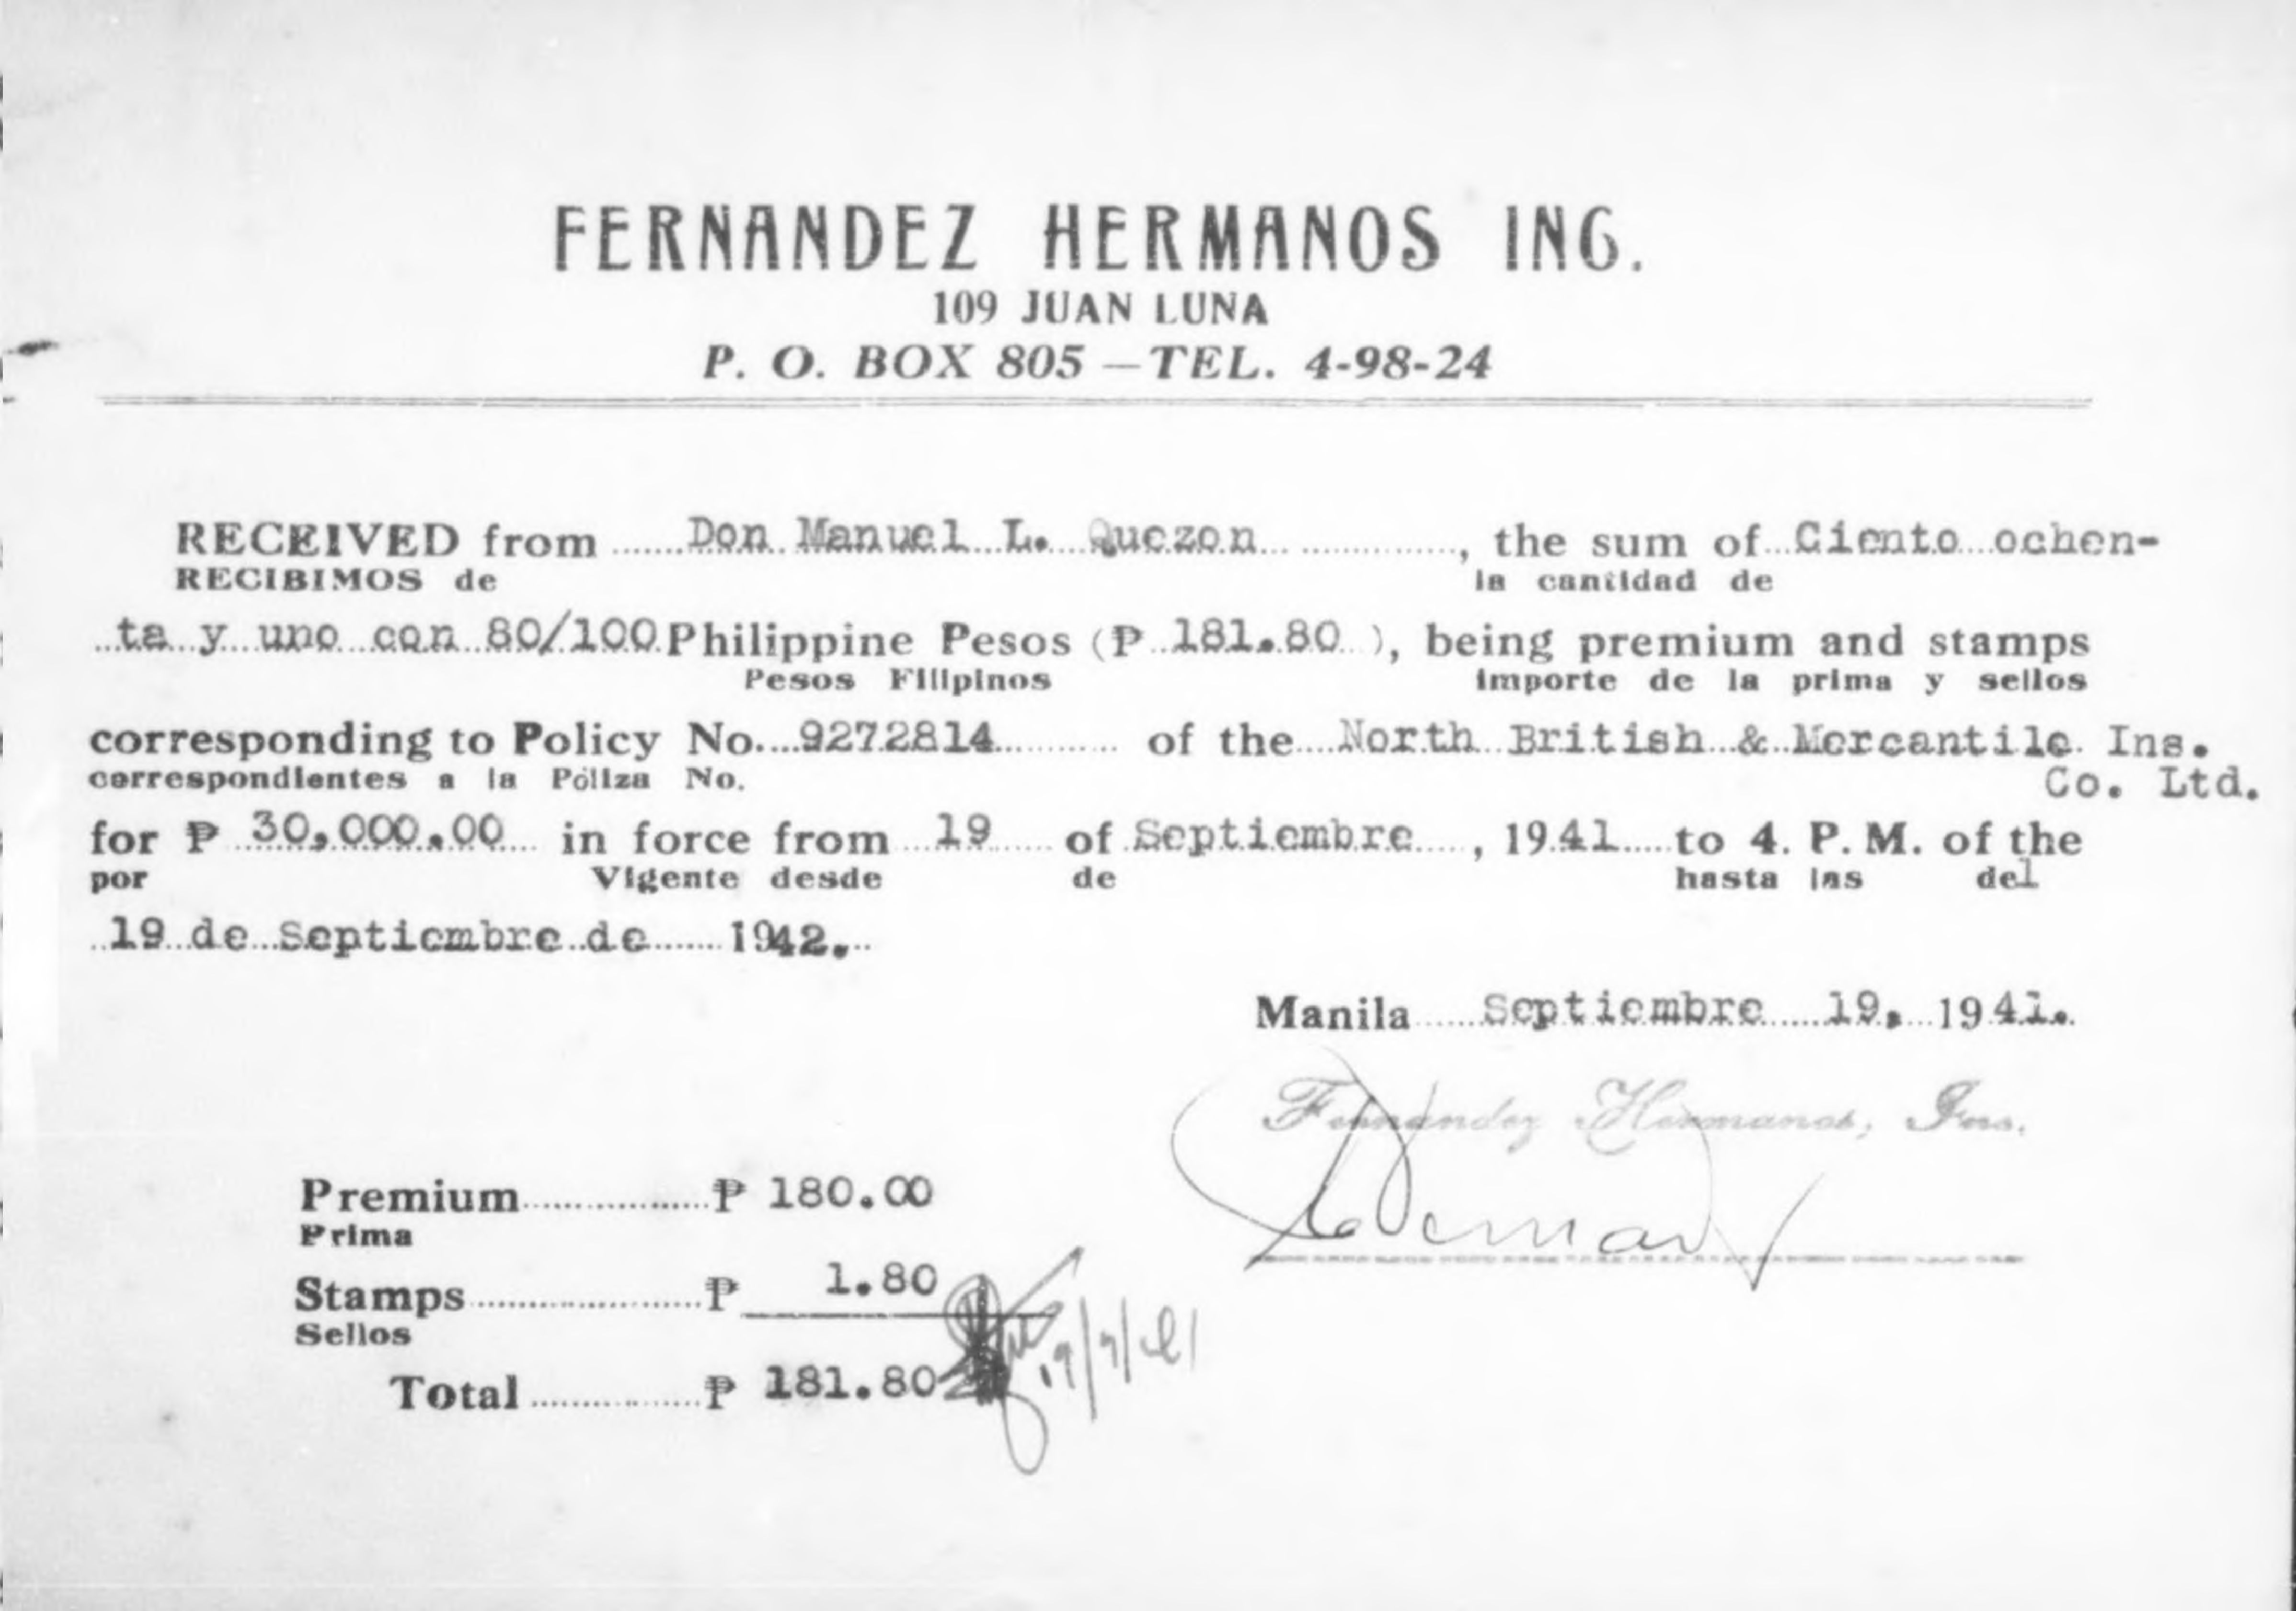 FERNANDEZ HERMANOS INC.
109 JUAN LUNA
P. O. BOX 805 — TEL. 4-98-24
RECEIVED from Don Manuel L. Quezon, the sum of Ciento ochen-
RECIBIMOS de la cantidad de
ta y uno con 80/100 Philippine Pesos (₱ 181.80), being premium and stamps
Pesos Filipinos importe de la prima y sellos
corresponding to Policy No. 9272814 of the North British & Mercantile Ins.
correspondientes a la Póliza No. Co. Ltd.
for ₱ 30,000.00 in force from 19 of Septiembre, 1941 to 4. P. M. of the
por Vigente desde de hasta las del
19 de Septiembre de 1942.
Manila Septiembre 19, 1941.
Fernandez Hermanos, Inc.
Premium ₱ 180.00
Prima
Stamps ₱ 1.80
Sellos
Total ₱ 181.80